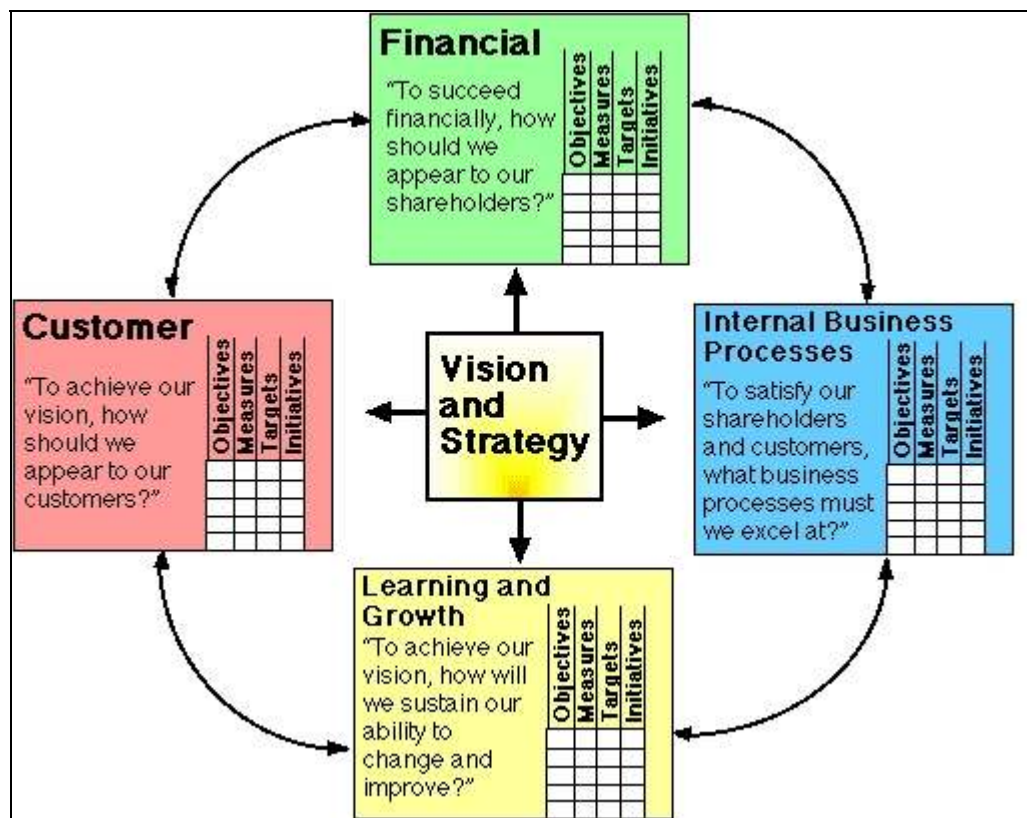 Financial
“To succeed
financially, how
should we
appear to our
shareholders?”
Objectives
Measures
Targets
Initiatives
Customer
“To achieve our
vision, how
should we
appear to our
customers?”
Objectives
Measures
Targets
Initiatives
Vision
and
Strategy
Internal Business
Processes
“To satisfy our
shareholders
and customers,
what business
processes must
we excel at?”
Objectives
Measures
Targets
Initiatives
Learning and
Growth
“To achieve our
vision, how will
we sustain our
ability to
change and
improve?”
Objectives
Measures
Targets
Initiatives